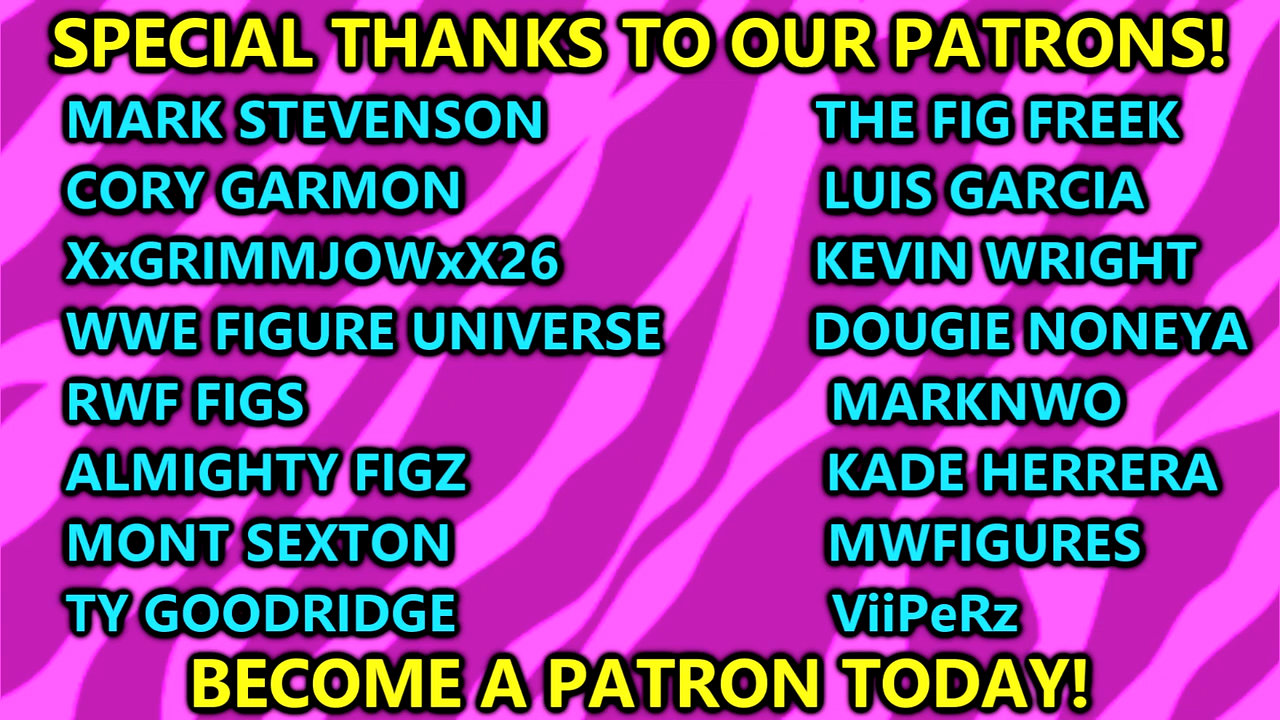 SPECIAL THANKS TO OUR PATRONS!
MARK STEVENSON
CORY GARMON
XxGRIMMJOWxX26
WWE FIGURE UNIVERSE
RWF FIGS
ALMIGHTY FIGZ
MONT SEXTON
TY GOODRIDGE
THE FIG FREEK
LUIS GARCIA
KEVIN WRIGHT
DOUGIE NONEYA
MARKNWO
KADE HERRERA
MWFIGURES
ViiPeRz
BECOME A PATRON TODAY!